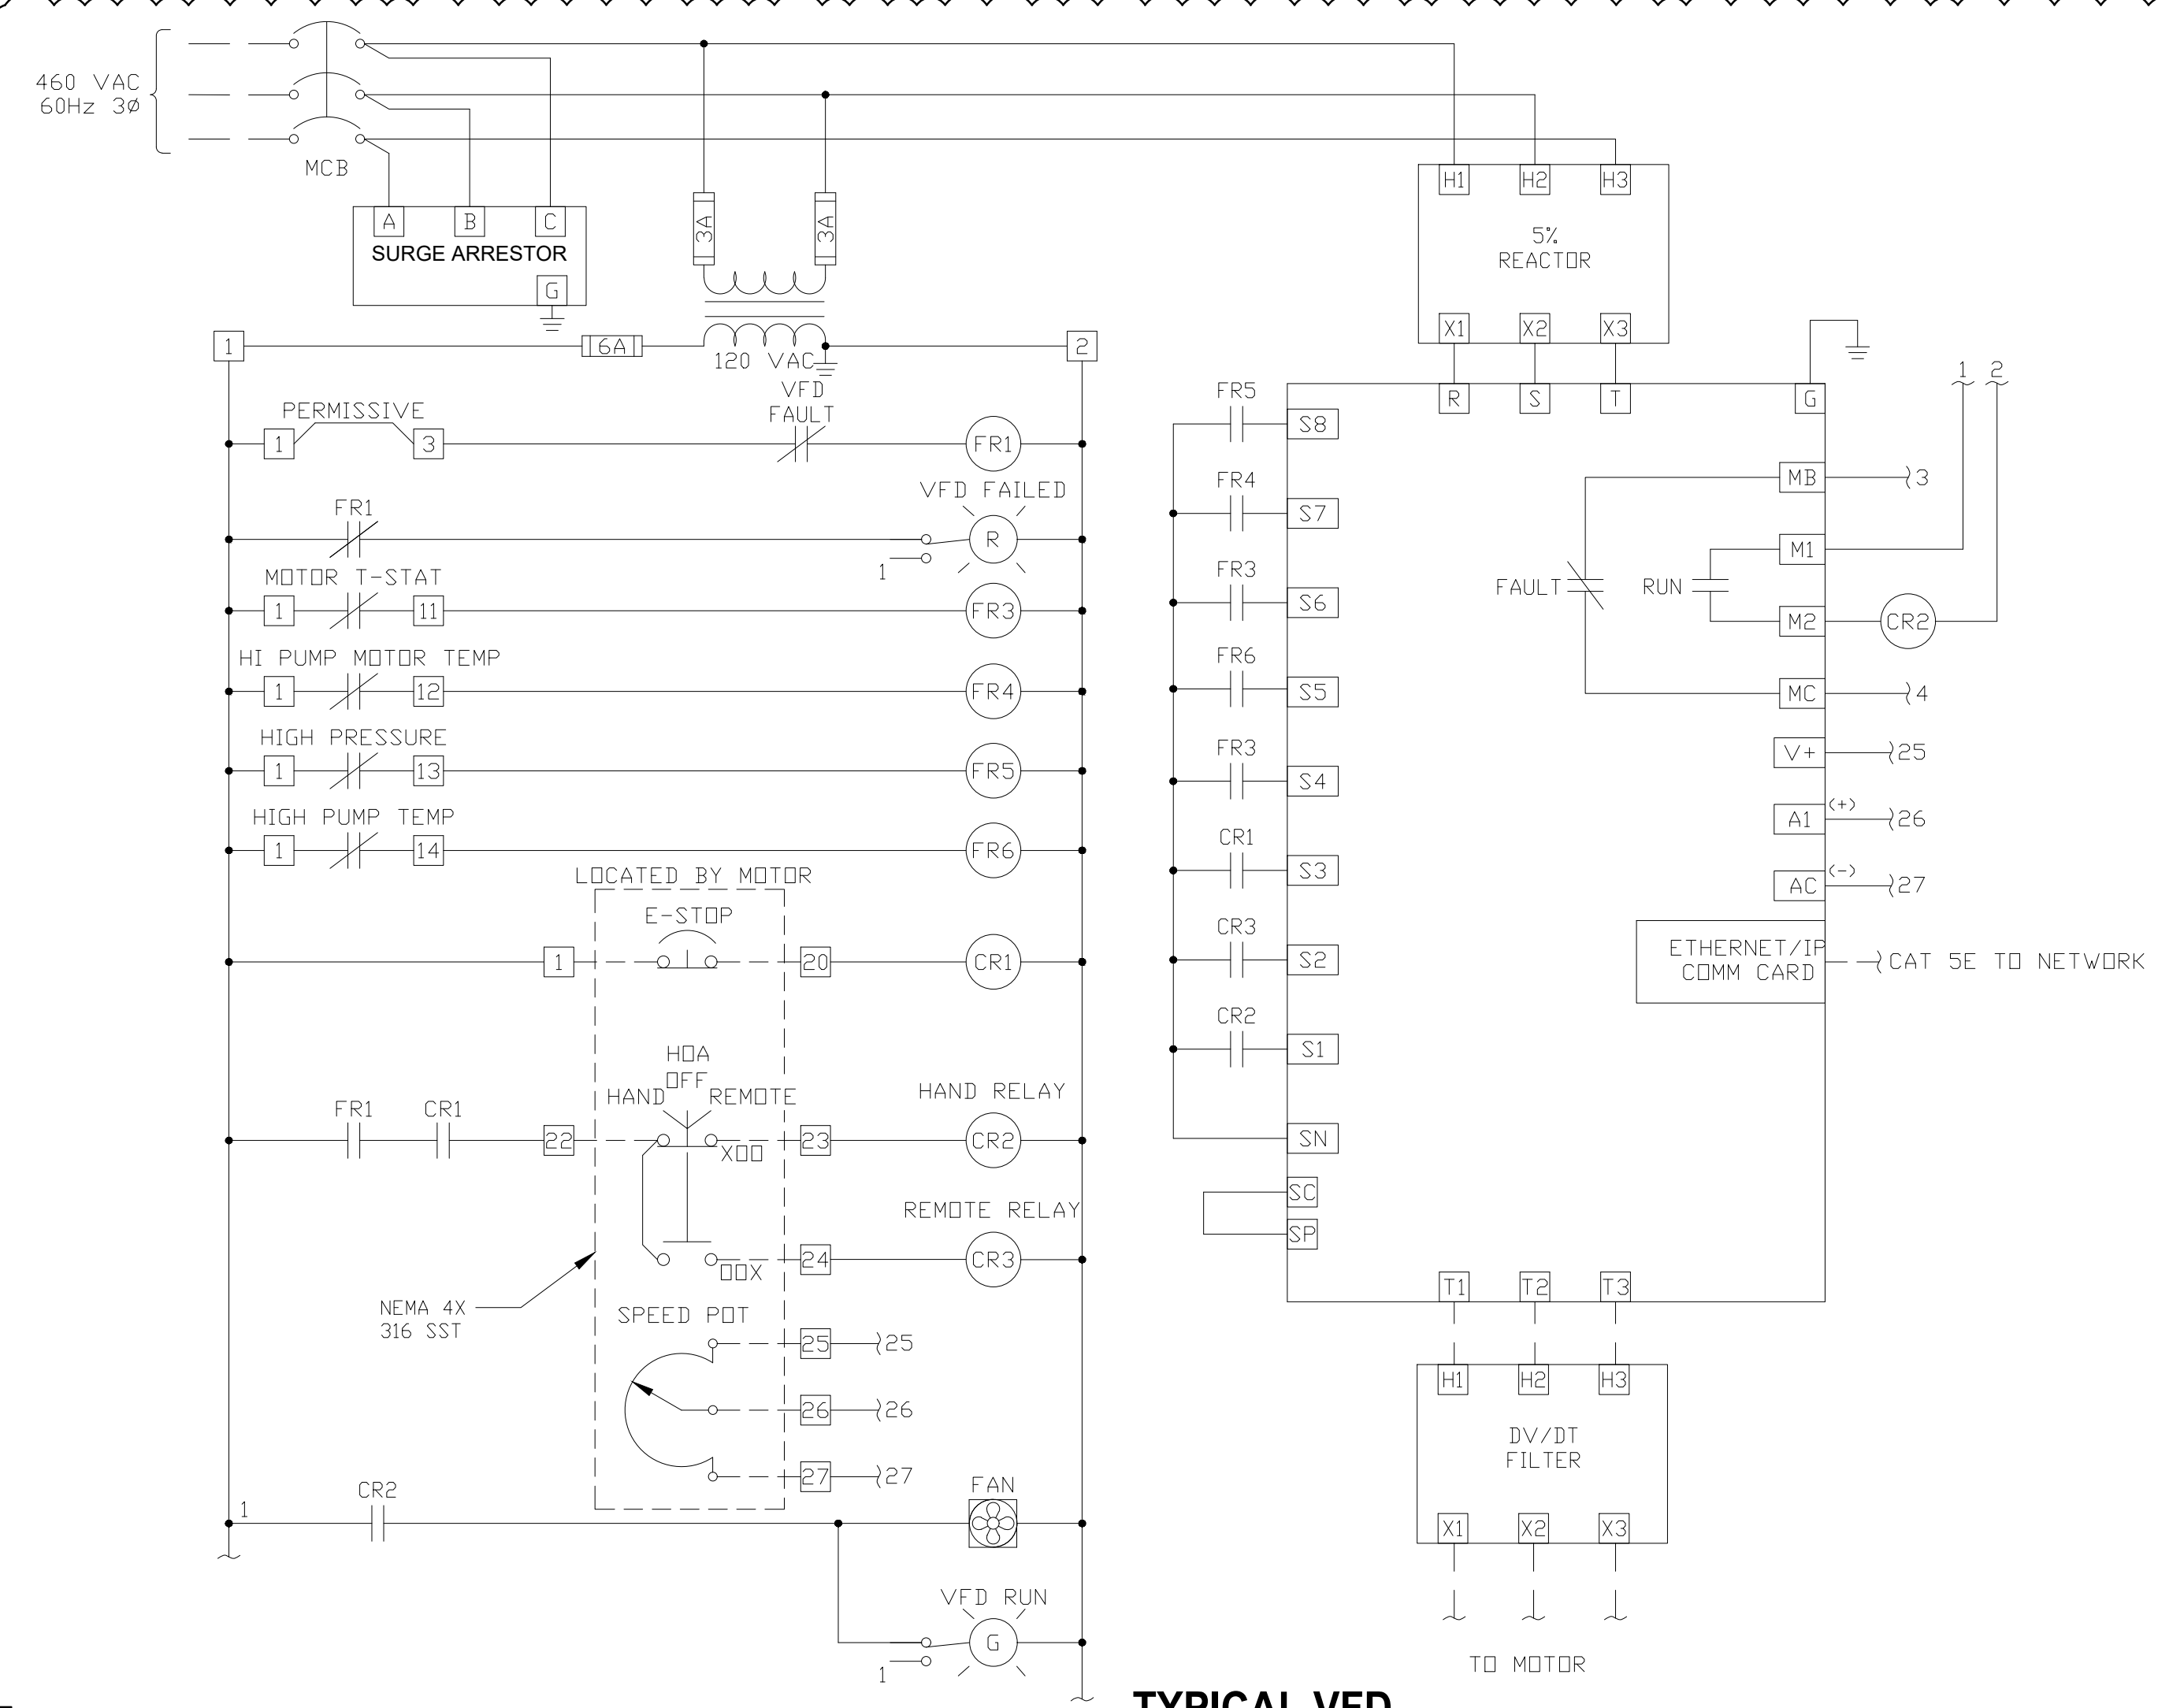 460 VAC
60Hz 3Ø
MCB
A B C
SURGE ARRESTOR
G
3A 3A
6A
120 VAC
1 2
PERMISSIVE
1 3
VFD
FAULT
FR1
FR1
VFD FAILED
R
1
MOTOR T-STAT
1 11 FR3
HI PUMP MOTOR TEMP
1 12 FR4
HIGH PRESSURE
1 13 FR5
HIGH PUMP TEMP
1 14 FR6
LOCATED BY MOTOR
E-STOP
1 20 CR1
HOA
OFF
HAND REMOTE
HAND RELAY
FR1 CR1
22 23 CR2
XOO
REMOTE RELAY
24 CR3
OOX
NEMA 4X
316 SST
SPEED POT
25 25
26 26
27 27
1 CR2 FAN
VFD RUN
G
1
H1 H2 H3
5%
REACTOR
X1 X2 X3
R S T G
1 2
FR5 S8
FR4 S7
FR3 S6
FR6 S5
FR3 S4
CR1 S3
CR3 S2
CR2 S1
SN
SC
SP
MB 3
M1
FAULT RUN
M2 CR2
MC 4
V+ 25
A1 (+) 26
AC (-) 27
ETHERNET/IP
COMM CARD
CAT 5E TO NETWORK
T1 T2 T3
H1 H2 H3
DV/DT
FILTER
X1 X2 X3
TO MOTOR
TYPICAL VFD